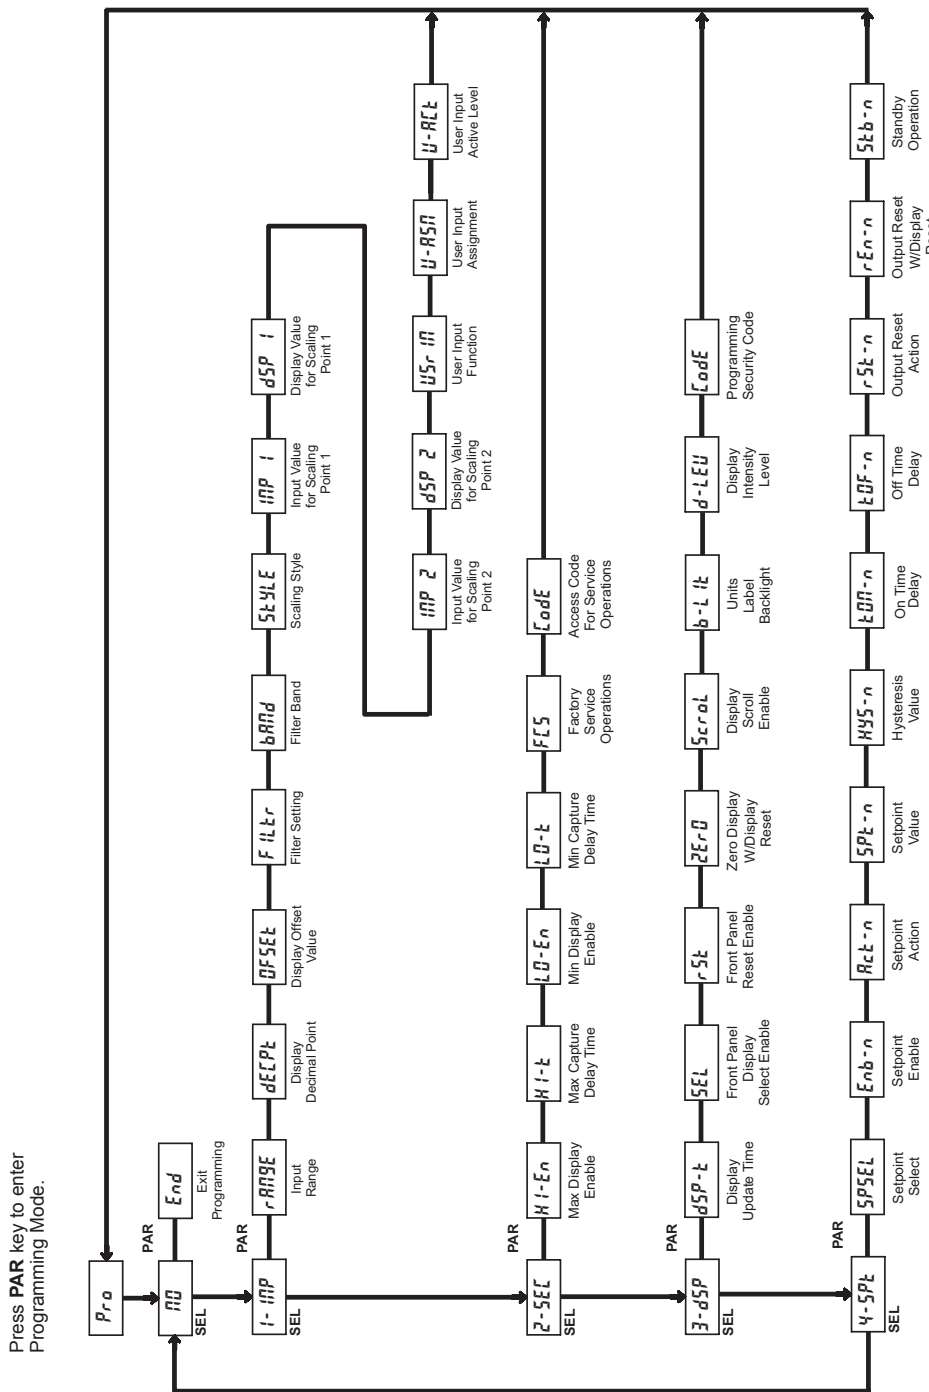 Press PAR key to enter
Programming Mode.
Pro
NO
SEL
PAR
End
Exit
Programming
1-INP
SEL
PAR
rANGE
Input
Range
dECPt
Display
Decimal Point
OFSEt
Display Offset
Value
FILtr
Filter Setting
bANd
Filter Band
StYLE
Scaling Style
INP 1
Input Value
for Scaling
Point 1
dSP 1
Display Value
for Scaling
Point 1
INP 2
Input Value
for Scaling
Point 2
dSP 2
Display Value
for Scaling
Point 2
USr IN
User Input
Function
U-ASN
User Input
Assignment
U-ACt
User Input
Active Level
2-SEC
SEL
PAR
HI-En
Max Display
Enable
HI-t
Max Capture
Delay Time
LO-En
Min Display
Enable
LO-t
Min Capture
Delay Time
FCS
Factory
Service
Operations
CodE
Access Code
For Service
Operations
3-dSP
SEL
PAR
dSP-t
Display
Update Time
SEL
Front Panel
Display
Select Enable
rSt
Front Panel
Reset Enable
ZErO
Zero Display
W/Display
Reset
ScroL
Display
Scroll
Enable
b-LIt
Units
Label
Backlight
d-LEV
Display
Intensity
Level
CodE
Programming
Security Code
4-SPt
SEL
PAR
SPSEL
Setpoint
Select
Enb-n
Setpoint
Enable
Act-n
Setpoint
Action
SPt-n
Setpoint
Value
HYS-n
Hysteresis
Value
tON-n
On Time
Delay
tOF-n
Off Time
Delay
rSt-n
Output Reset
Action
rEn-n
Output Reset
W/Display
Stb-n
Standby
Operation